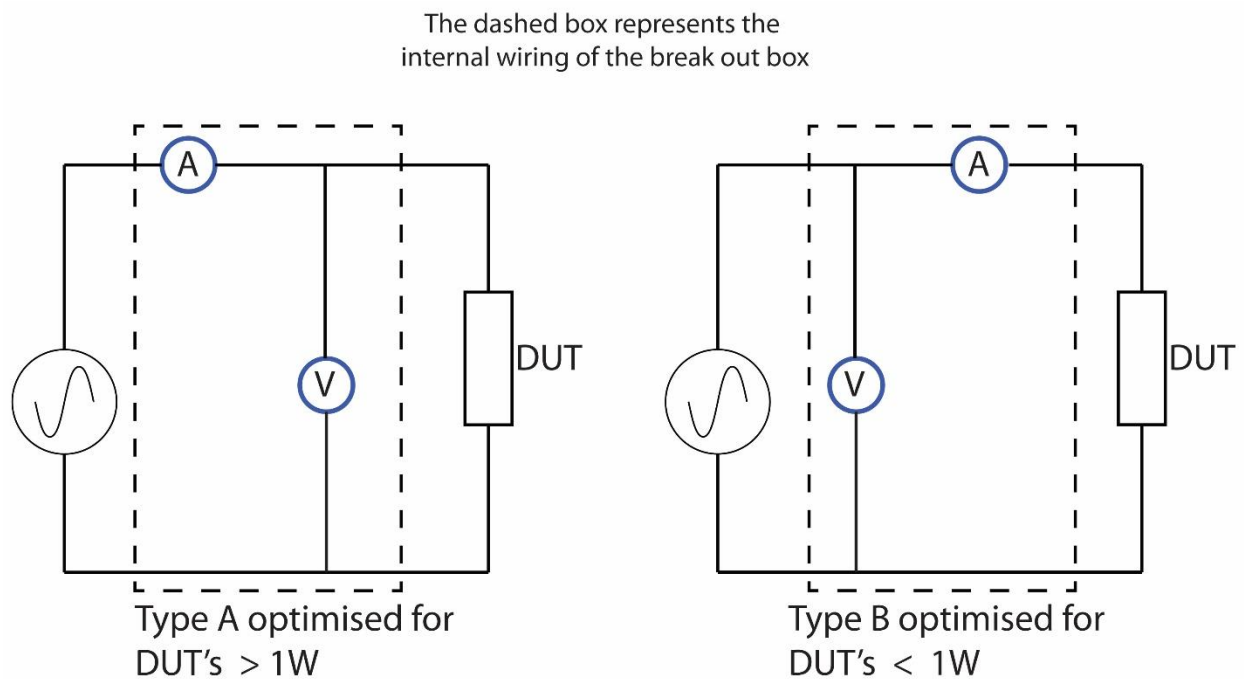 The dashed box represents the
internal wiring of the break out box
A
V
DUT
Type A optimised for
DUT's > 1W
A
V
DUT
Type B optimised for
DUT's < 1W